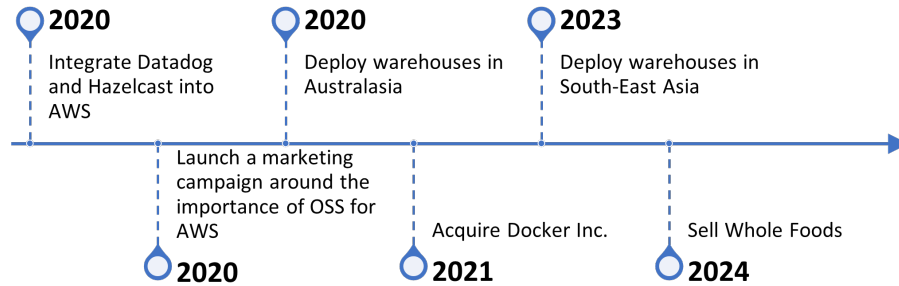 2020
Integrate Datadog
and Hazelcast into
AWS
Launch a marketing
campaign around the
importance of OSS for
AWS
2020
2020
Deploy warehouses in
Australasia
Acquire Docker Inc.
2021
2023
Deploy warehouses in
South-East Asia
Sell Whole Foods
2024